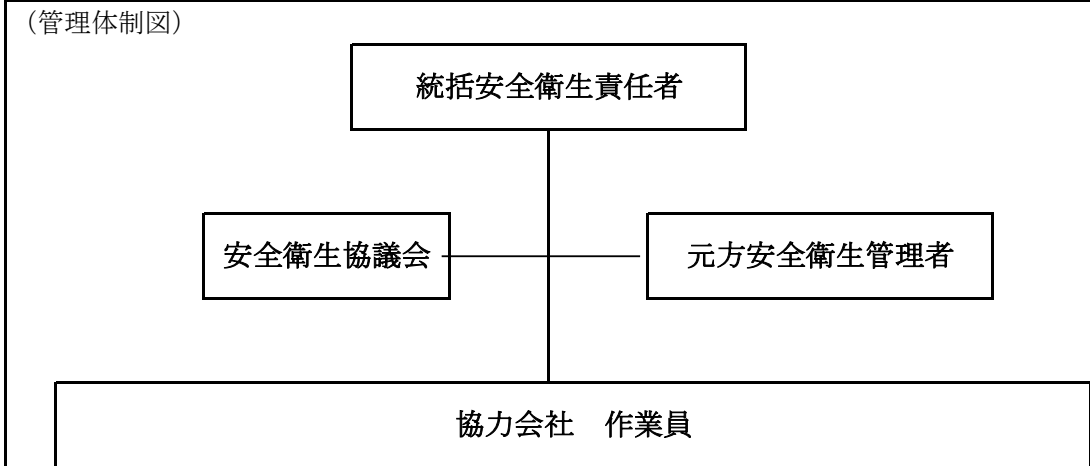 （管理体制図）
統括安全衛生責任者
安全衛生協議会
元方安全衛生管理者
協力会社　作業員